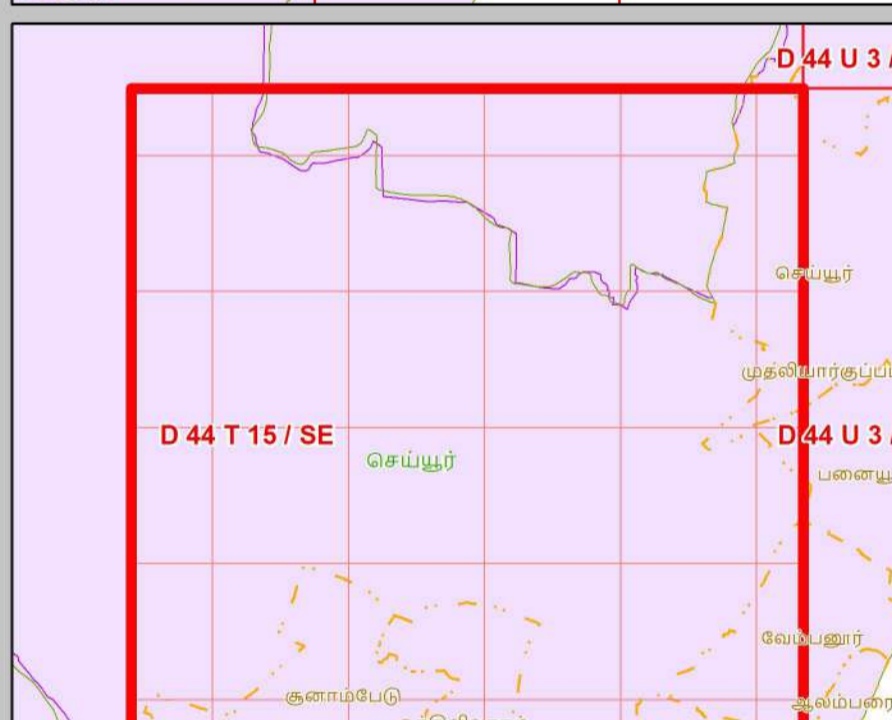 D 44 U 3 /
செய்யூர்
D 44 T 15 / SE
D 44 U 3 /
செய்யூர்
வேம்பனூர்
சூனாம்பேடு